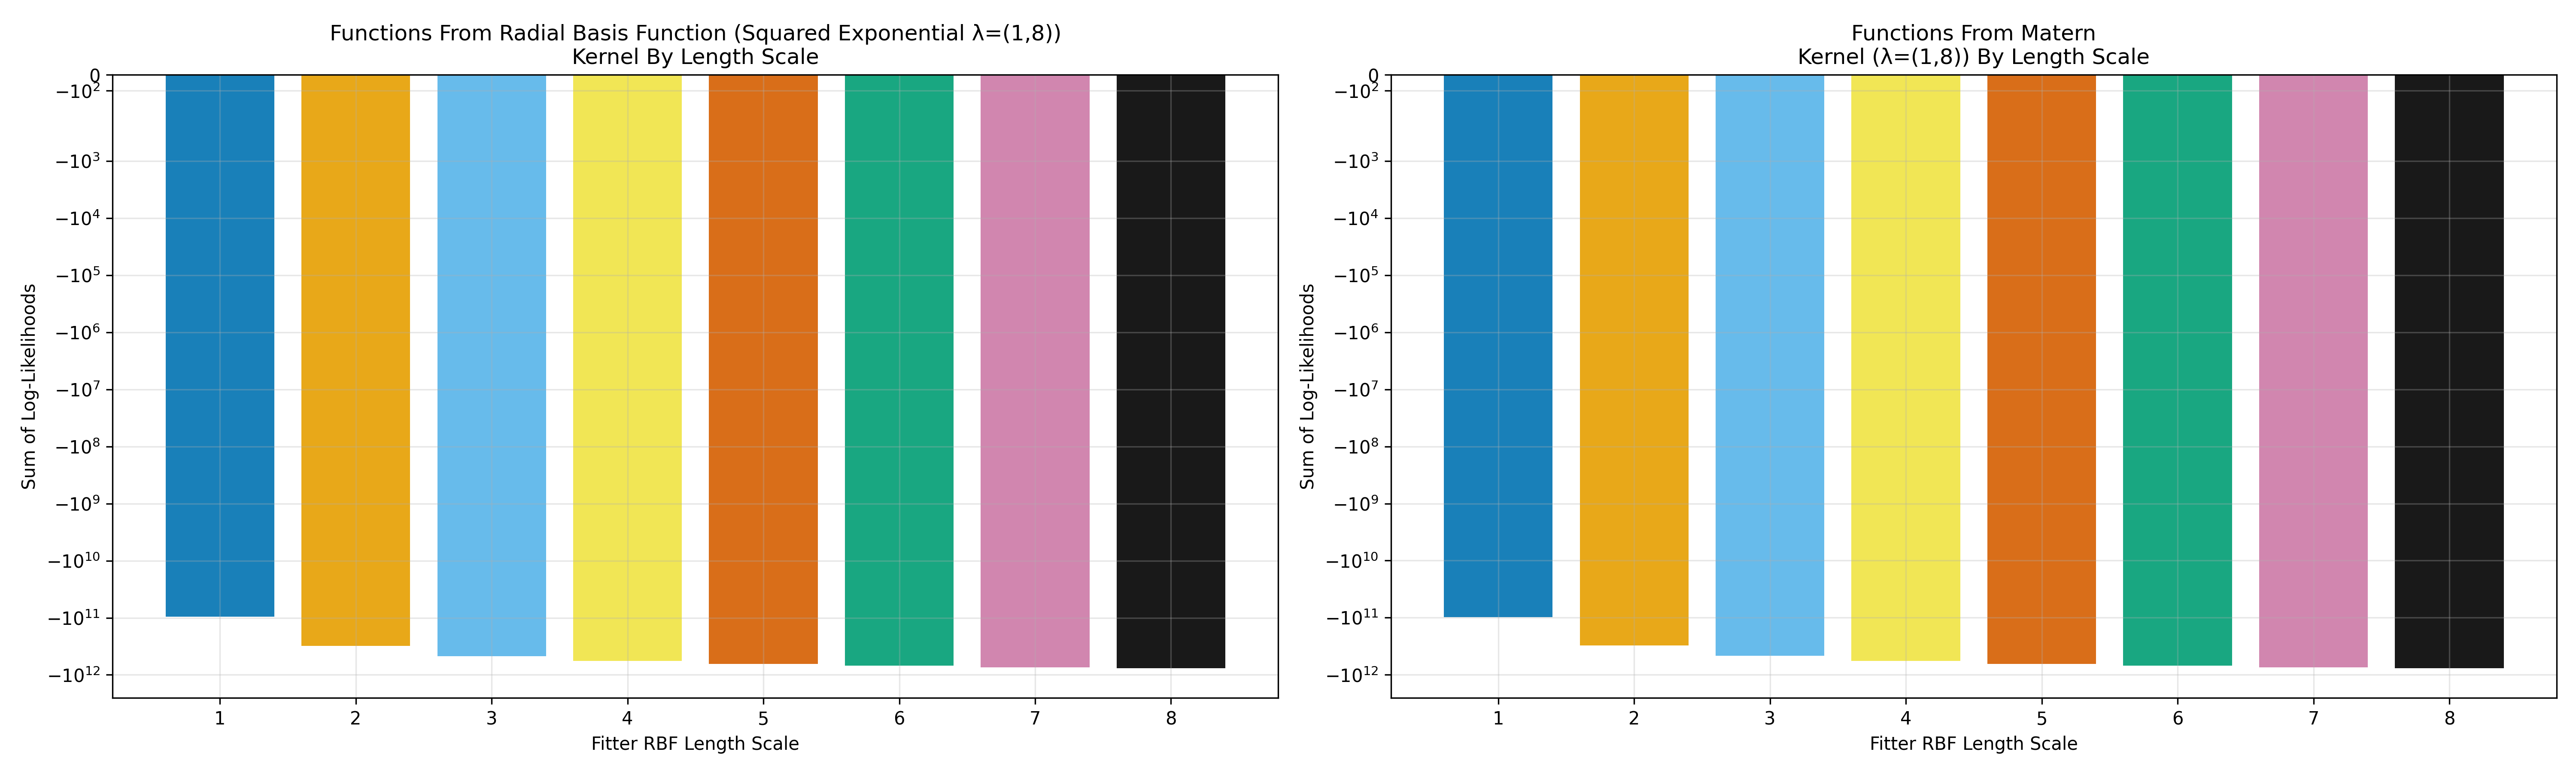 Functions From Radial Basis Function (Squared Exponential λ=(1,8))
Kernel By Length Scale
0
−10²
−10³
−10⁴
−10⁵
−10⁶
−10⁷
−10⁸
−10⁹
−10¹⁰
−10¹¹
−10¹²
Sum of Log-Likelihoods
1 2 3 4 5 6 7 8
Fitter RBF Length Scale
Functions From Matern
Kernel (λ=(1,8)) By Length Scale
0
−10²
−10³
−10⁴
−10⁵
−10⁶
−10⁷
−10⁸
−10⁹
−10¹⁰
−10¹¹
−10¹²
Sum of Log-Likelihoods
1 2 3 4 5 6 7 8
Fitter RBF Length Scale